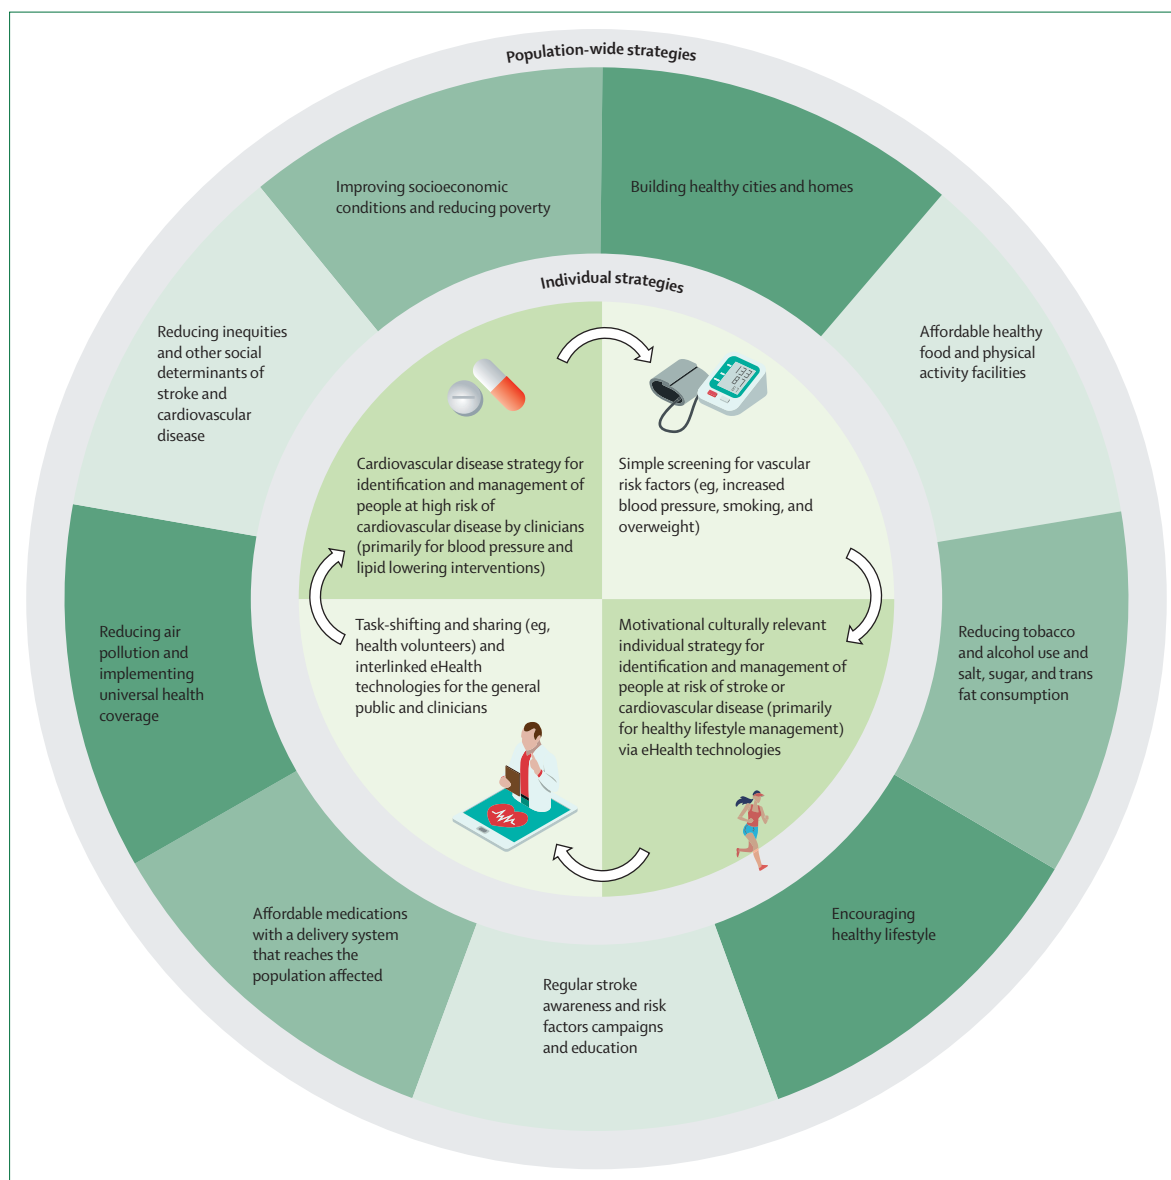 Population-wide strategies
Improving socioeconomic
conditions and reducing poverty
Building healthy cities and homes
Affordable healthy
food and physical
activity facilities
Reducing tobacco
and alcohol use and
salt, sugar, and trans
fat consumption
Encouraging
healthy lifestyle
Regular stroke
awareness and risk
factors campaigns
and education
Affordable medications
with a delivery system
that reaches the
population affected
Reducing air
pollution and
implementing
universal health
coverage
Reducing inequities
and other social
determinants of
stroke and
cardiovascular
disease
Individual strategies
Cardiovascular disease strategy for
identification and management of
people at high risk of
cardiovascular disease by clinicians
(primarily for blood pressure and
lipid lowering interventions)
Simple screening for vascular
risk factors (eg, increased
blood pressure, smoking, and
overweight)
Motivational culturally relevant
individual strategy for
identification and management of
people at risk of stroke or
cardiovascular disease (primarily
for healthy lifestyle management)
via eHealth technologies
Task-shifting and sharing (eg,
health volunteers) and
interlinked eHealth
technologies for the general
public and clinicians